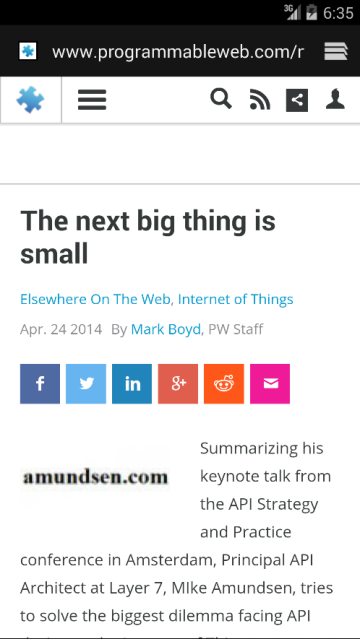 3G 6:35
www.programmableweb.com/r
The next big thing is
small
Elsewhere On The Web, Internet of Things
Apr. 24 2014 By Mark Boyd, PW Staff
f in g+
amundsen.com
Summarizing his
keynote talk from
the API Strategy
and Practice
conference in Amsterdam, Principal API
Architect at Layer 7, MIke Amundsen, tries
to solve the biggest dilemma facing API